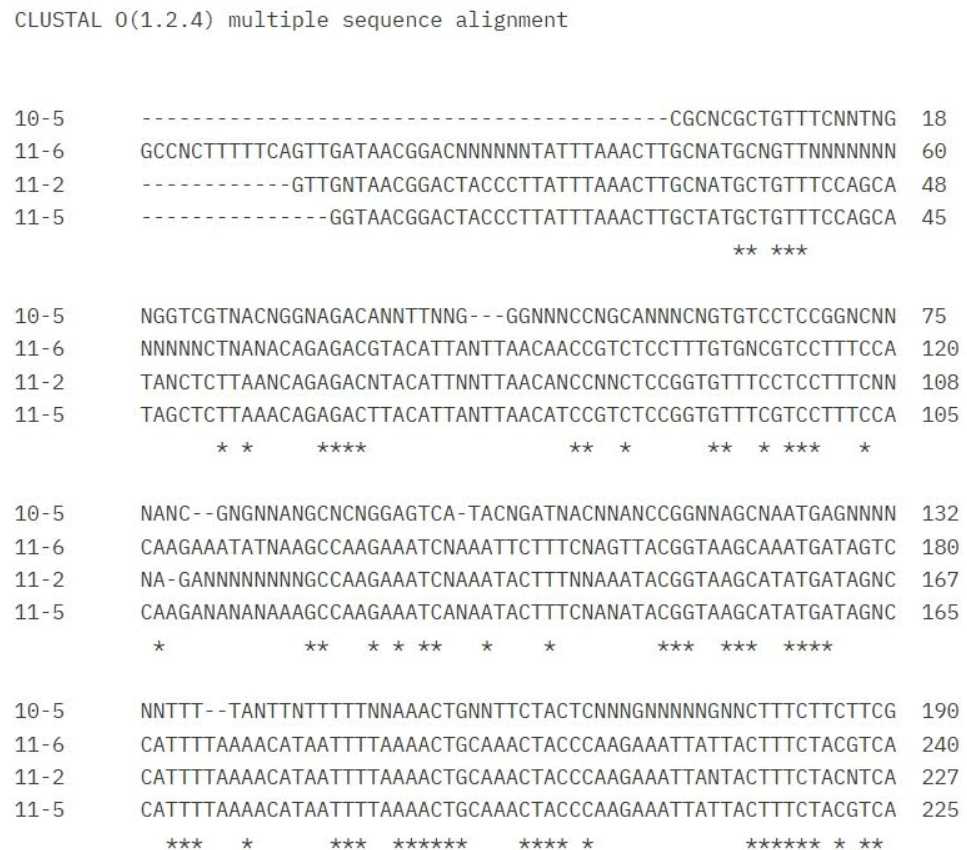 CLUSTAL O(1.2.4) multiple sequence alignment
10-5 ------------------------------------------CGCNCGCTGTTTCNNTNG 18
11-6 GCCNCTTTTTCAGTTGATAACGGACNNNNNNTATTTAAACTTGCNATGCNGTTNNNNNNN 60
11-2 ------------GTTGNTAACGGACTACCCTTATTTAAACTTGCNATGCTGTTTCCAGCA 48
11-5 ---------------GGTAACGGACTACCCTTATTTAAACTTGCTATGCTGTTTCCAGCA 45
** ***
10-5 NGGTCGTNACNGGNAGACANNTTNNG---GGNNNCCNGCANNNCNGTGTCCTCCGGNCNN 75
11-6 NNNNNCTNANACAGAGACGTACATTANTTAACAACCGTCTCCTTTGTGNCGTCCTTTCCA 120
11-2 TANCTCTTAANCAGAGACNTACATTNNTTAACANCCNNCTCCGGTGTTTCCTCCTTTCNN 108
11-5 TAGCTCTTAAACAGAGACTTACATTANTTAACATCCGTCTCCGGTGTTTCGTCCTTTCCA 105
* * **** ** * ** * *** *
10-5 NANC--GNGNNANGCNCNGGAGTCA-TACNGATNACNNANCCGGNNAGCNAATGAGNNNN 132
11-6 CAAGAAATATNAAGCCAAGAAATCNAAATTCTTTCNAGTTACGGTAAGCAAATGATAGTC 180
11-2 NA-GANNNNNNNNGCCAAGAAATCNAAATACTTTNNAAATACGGTAAGCATATGATAGNC 167
11-5 CAAGANANANAAAGCCAAGAAATCANAATACTTTCNANATACGGTAAGCATATGATAGNC 165
* ** * * ** * * *** *** ****
10-5 NNTTT--TANTTNTTTTTNNAAACTGNNTTCTACTCNNNGNNNNNGNNCTTTCTTCTTCG 190
11-6 CATTTTAAAACATAATTTTAAAACTGCAAACTACCCAAGAAATTATTACTTTCTACGTCA 240
11-2 CATTTTAAAACATAATTTTAAAACTGCAAACTACCCAAGAAATTANTACTTTCTACNTCA 227
11-5 CATTTTAAAACATAATTTTAAAACTGCAAACTACCCAAGAAATTATTACTTTCTACGTCA 225
*** * *** ****** **** * ****** * **